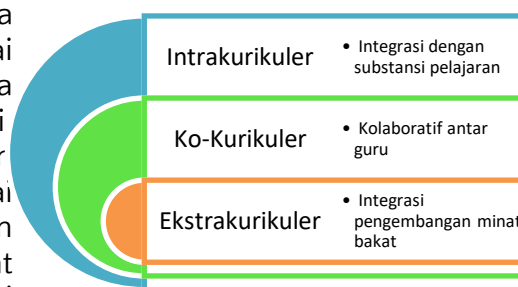 Intrakurikuler
• Integrasi dengan
substansi pelajaran
Ko-Kurikuler
• Kolaboratif antar
guru
Ekstrakurikuler
• Integrasi
pengembangan minat
bakat